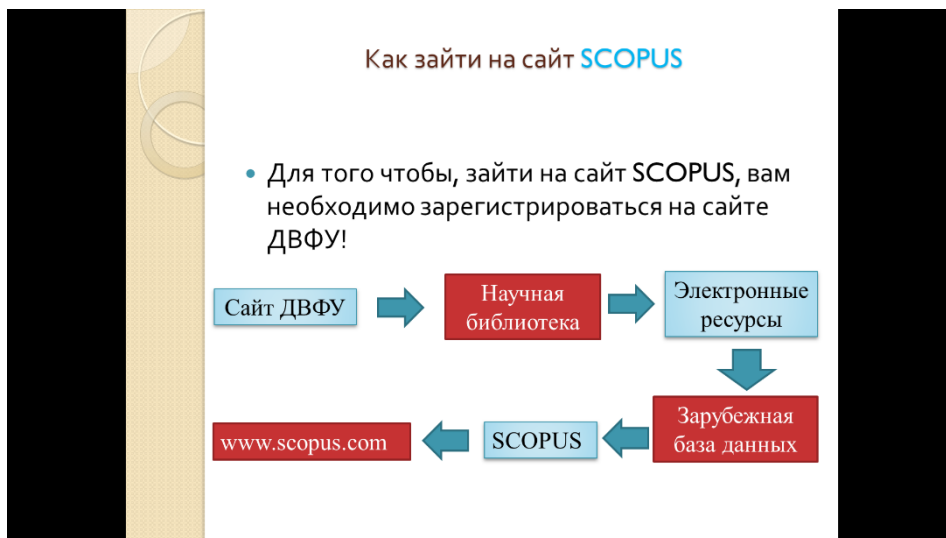 Как зайти на сайт SCOPUS
• Для того чтобы, зайти на сайт SCOPUS, вам
необходимо зарегистрироваться на сайте
ДВФУ!
Сайт ДВФУ
Научная
библиотека
Электронные
ресурсы
Зарубежная
база данных
SCOPUS
www.scopus.com